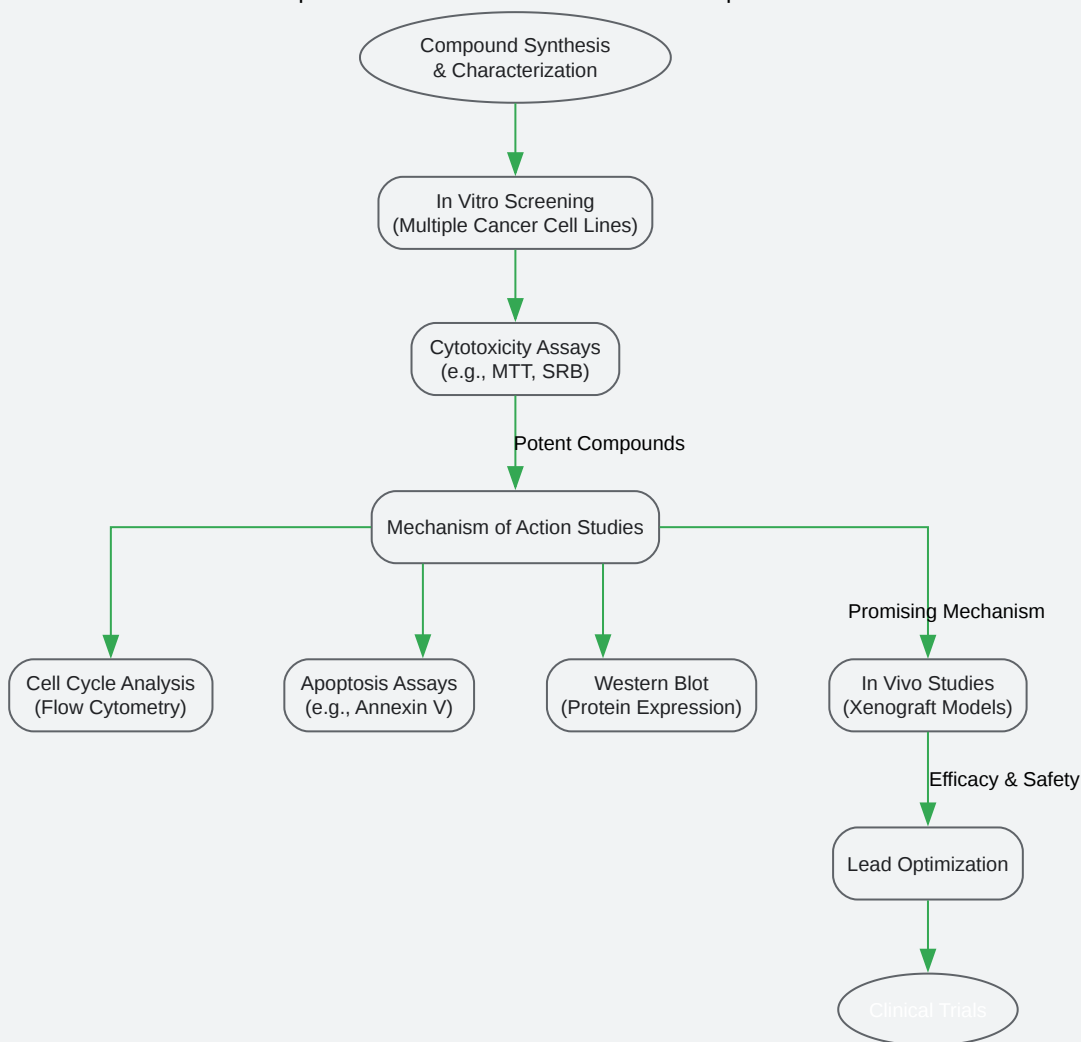 Compound Synthesis
& Characterization
In Vitro Screening
(Multiple Cancer Cell Lines)
Cytotoxicity Assays
(e.g., MTT, SRB)
Potent Compounds
Mechanism of Action Studies
Promising Mechanism
Cell Cycle Analysis
(Flow Cytometry)
Apoptosis Assays
(e.g., Annexin V)
Western Blot
(Protein Expression)
In Vivo Studies
(Xenograft Models)
Efficacy & Safety
Lead Optimization
Clinical Trials